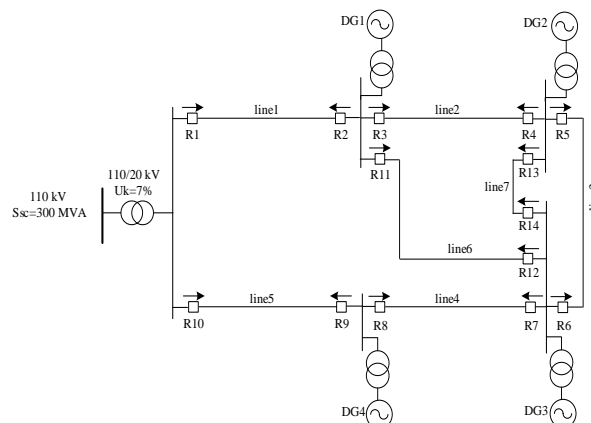 DG1
DG2
line1
line2
R1
R2
R3
R4
R5
R11
R13
110/20 kV
Uk=7%
110 kV
Ssc=300 MVA
line7
R14
line6
R12
line5
line4
R10
R9
R8
R7
R6
DG4
DG3